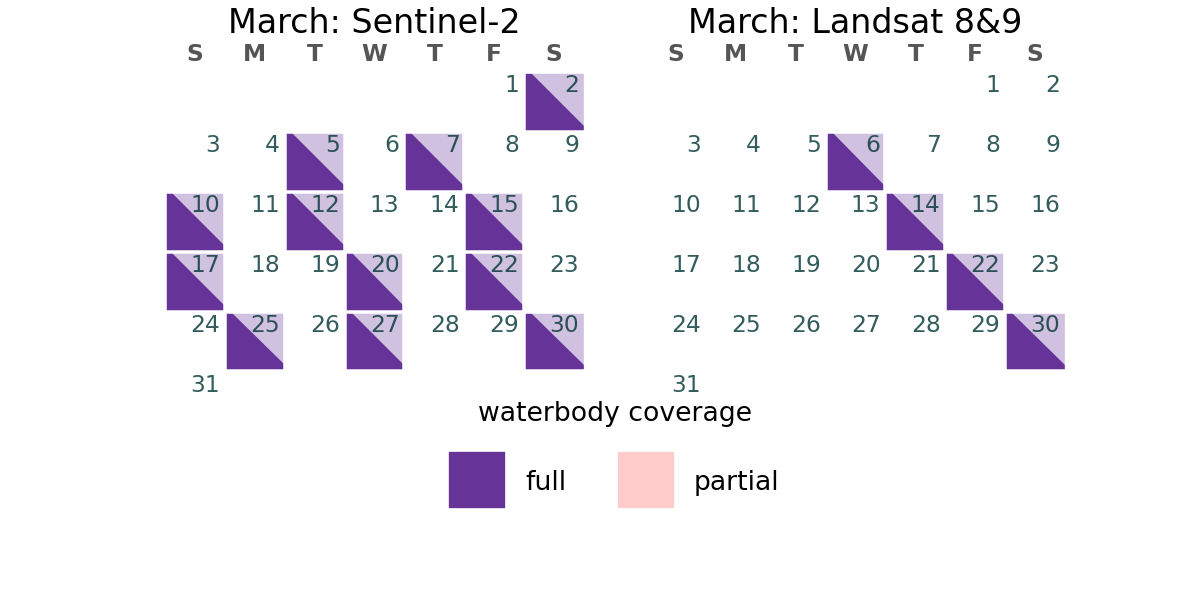 March: Sentinel-2
S M T W T F S
1 2
3 4 5 6 7 8 9
10 11 12 13 14 15 16
17 18 19 20 21 22 23
24 25 26 27 28 29 30
31
March: Landsat 8&9
S M T W T F S
1 2
3 4 5 6 7 8 9
10 11 12 13 14 15 16
17 18 19 20 21 22 23
24 25 26 27 28 29 30
31
waterbody coverage
full partial